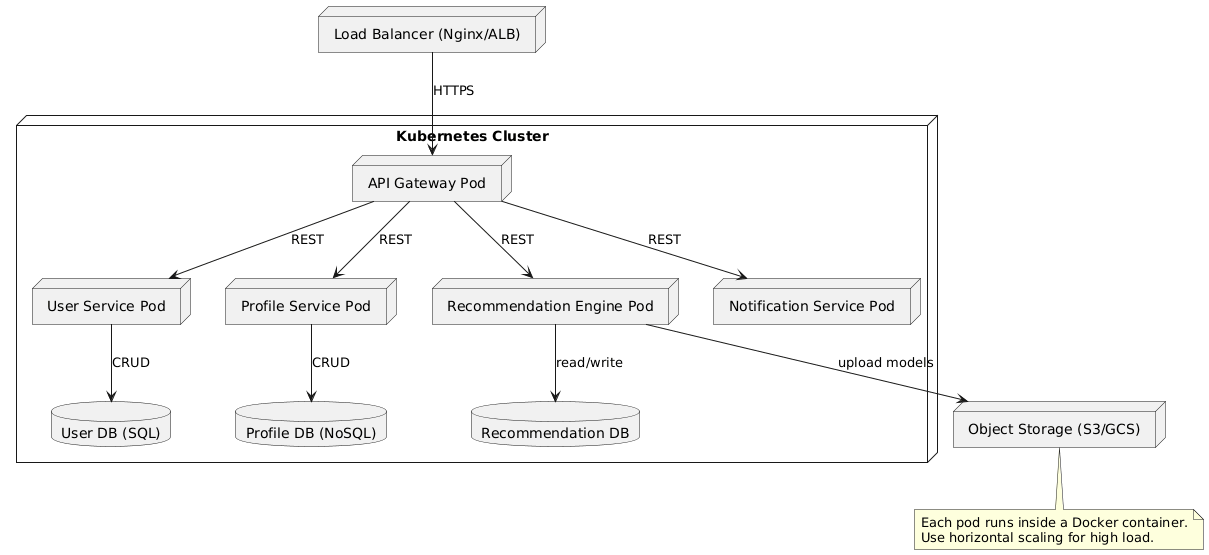 Load Balancer (Nginx/ALB)
HTTPS
Kubernetes Cluster
API Gateway Pod
REST
REST
REST
REST
User Service Pod
Profile Service Pod
Recommendation Engine Pod
Notification Service Pod
CRUD
CRUD
read/write
upload models
User DB (SQL)
Profile DB (NoSQL)
Recommendation DB
Object Storage (S3/GCS)
Each pod runs inside a Docker container.
Use horizontal scaling for high load.